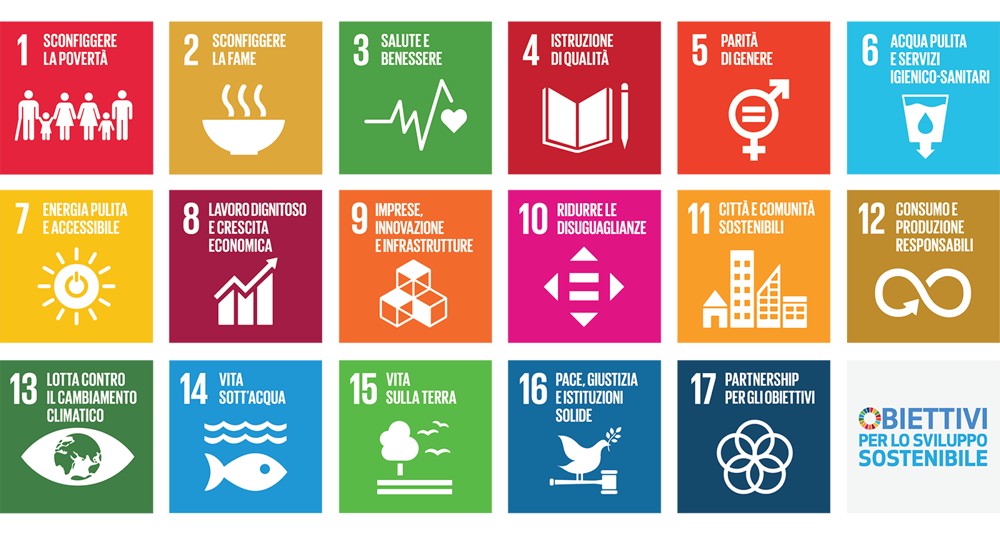 1 SCONFIGGERE
LA POVERTÀ
2 SCONFIGGERE
LA FAME
3 SALUTE E
BENESSERE
4 ISTRUZIONE
DI QUALITÀ
5 PARITÀ
DI GENERE
6 ACQUA PULITA
E SERVIZI
IGIENICO-SANITARI
7 ENERGIA PULITA
E ACCESSIBILE
8 LAVORO DIGNITOSO
E CRESCITA
ECONOMICA
9 IMPRESE,
INNOVAZIONE
E INFRASTRUTTURE
10 RIDURRE LE
DISUGUAGLIANZE
11 CITTÀ E COMUNITÀ
SOSTENIBILI
12 CONSUMO E
PRODUZIONE
RESPONSABILI
13 LOTTA CONTRO
IL CAMBIAMENTO
CLIMATICO
14 VITA
SOTT'ACQUA
15 VITA
SULLA TERRA
16 PACE, GIUSTIZIA
E ISTITUZIONI
SOLIDE
17 PARTNERSHIP
PER GLI OBIETTIVI
OBIETTIVI
PER LO SVILUPPO
SOSTENIBILE